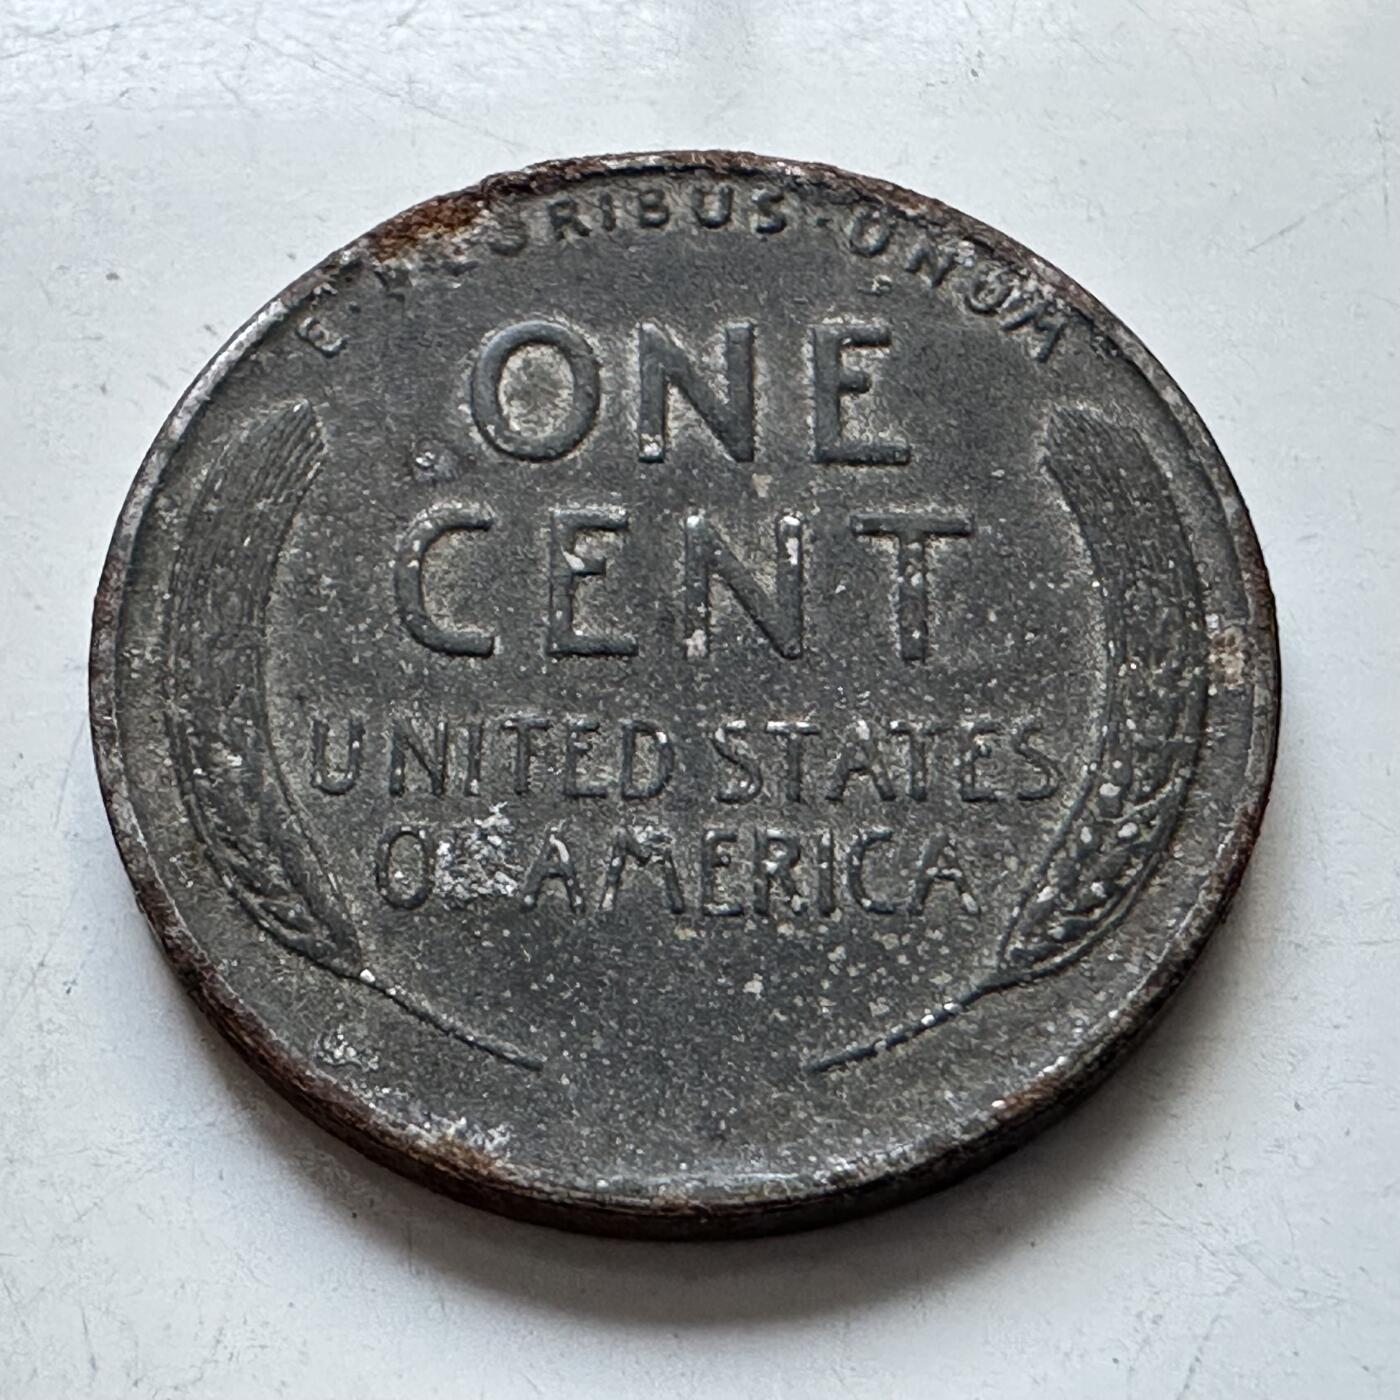 E · PLURIBUS · UNUM
ONE
CENT
UNITED STATES
OF AMERICA